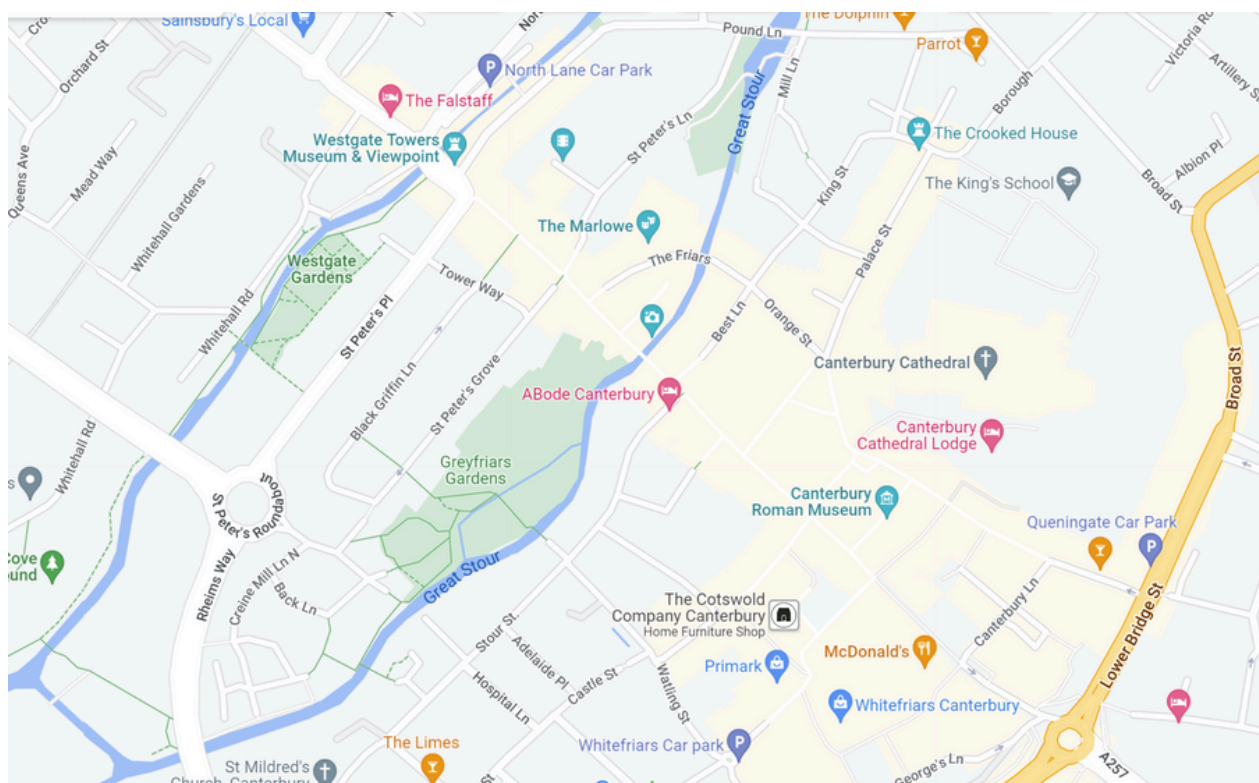 Sainsbury's Local
Orchard St
Queens Ave
Mead Way
Whitehall Gardens
The Falstaff
North Lane Car Park
Westgate Towers
Museum & Viewpoint
St Peter's Ln
The Dolphin
Pound Ln
Parrot
Great Stour
Mill Ln
Borough
Victoria
Artillery
The Crooked House
The King's School
Albion Pl
Broad St
King St
Palace St
The Marlowe
The Friars
Westgate
Gardens
Tower Way
Whitehall Rd
St Peter's Pl
Black Griffin Ln
St Peter's Grove
Best Ln
Orange St
Canterbury Cathedral
ABode Canterbury
Canterbury
Cathedral Lodge
Broad St
Whitehall Rd
Greyfriars
Gardens
St Peter's Roundabout
Canterbury
Roman Museum
Queningate Car Park
Cove
Rheims Way
Creine Mill Ln N
Back Ln
Great Stour
Stour St
Adelaide Pl
Hospital Ln
Castle St
Watling St
The Cotswold
Company Canterbury
Home Furniture Shop
Canterbury Ln
Lower Bridge St
Primark
McDonald's
Whitefriars Canterbury
Whitefriars Car park
The Limes
St Mildred's
Church, Canterbury
George's Ln
A257